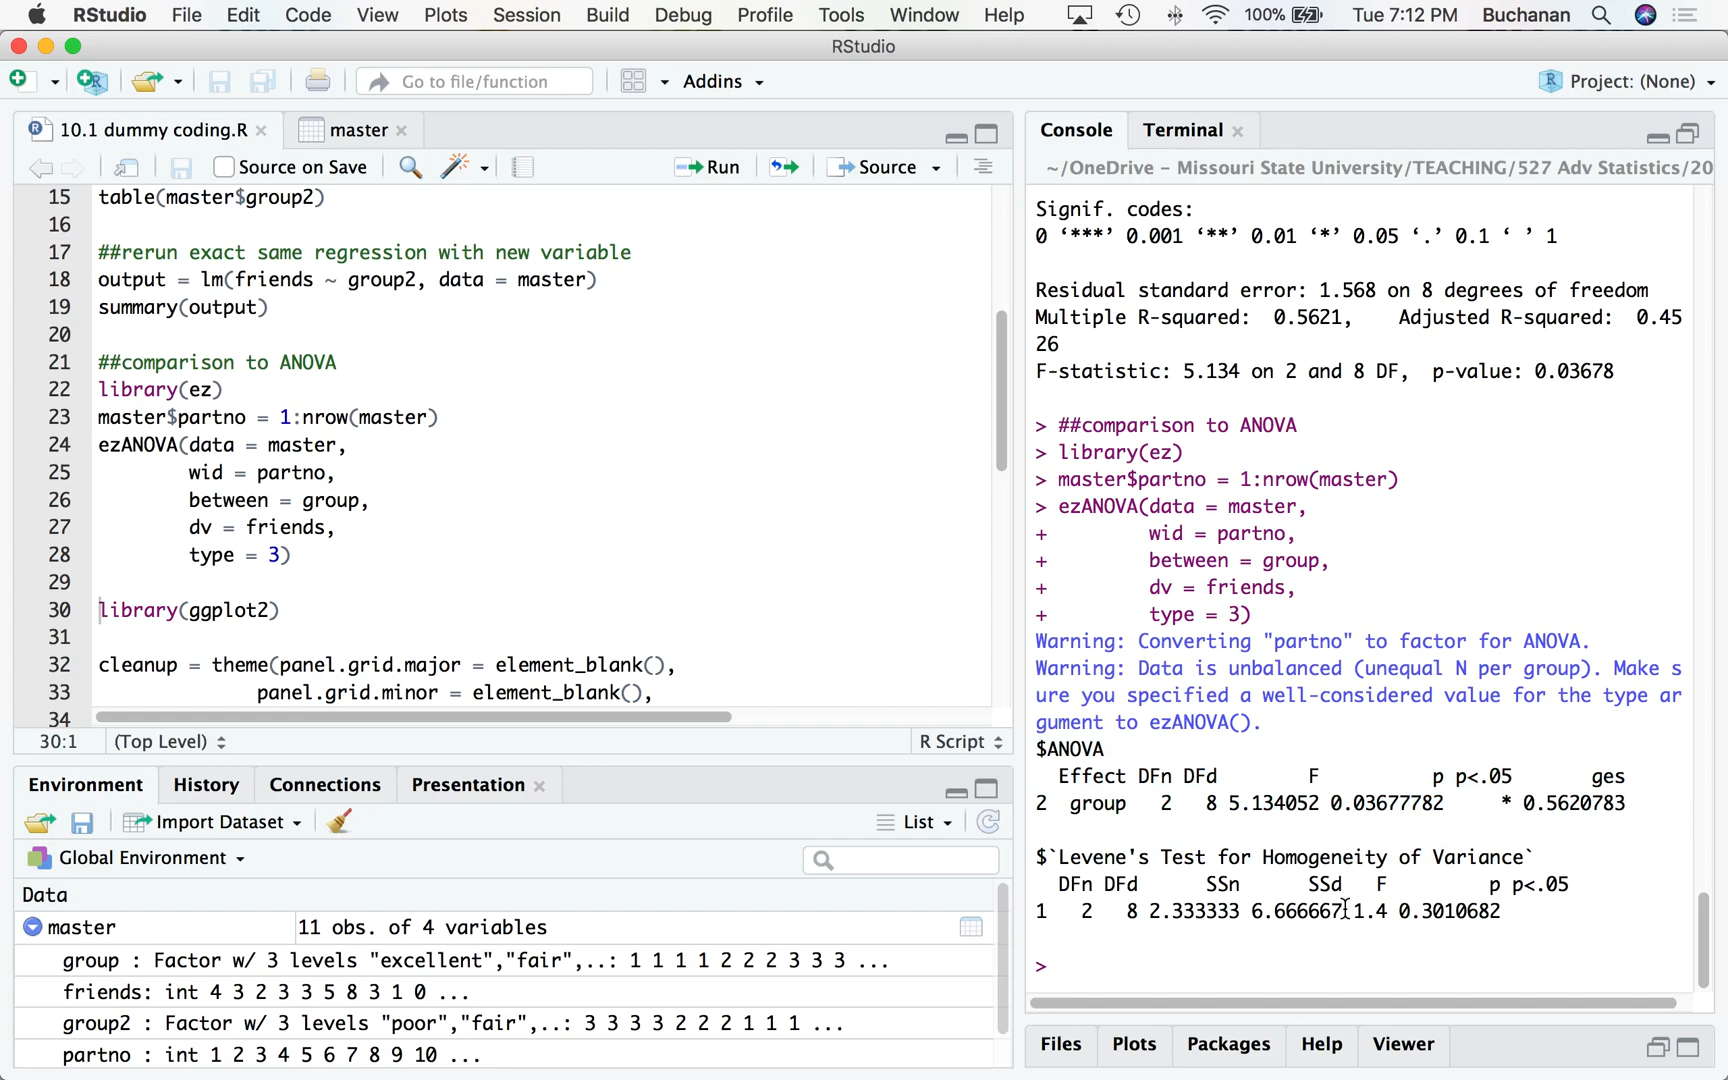 RStudio File Edit Code View Plots Session Build Debug Profile Tools Window Help 100% Tue 7:12 PM Buchanan
RStudio
Go to file/function Addins Project: (None)
10.1 dummy coding.R master
Source on Save Run Source
15 table(master$group2)
16
17 ##rerun exact same regression with new variable
18 output = lm(friends ~ group2, data = master)
19 summary(output)
20
21 ##comparison to ANOVA
22 library(ez)
23 master$partno = 1:nrow(master)
24 ezANOVA(data = master,
25 wid = partno,
26 between = group,
27 dv = friends,
28 type = 3)
29
30 library(ggplot2)
31
32 cleanup = theme(panel.grid.major = element_blank(),
33 panel.grid.minor = element_blank(),
34
30:1 (Top Level) R Script
Environment History Connections Presentation
Import Dataset List
Global Environment
Data
master 11 obs. of 4 variables
group : Factor w/ 3 levels "excellent","fair",..: 1 1 1 1 2 2 2 3 3 3 ...
friends: int 4 3 2 3 3 5 8 3 1 0 ...
group2 : Factor w/ 3 levels "poor","fair",..: 3 3 3 3 2 2 2 1 1 1 ...
partno : int 1 2 3 4 5 6 7 8 9 10 ...
Console Terminal
~/OneDrive - Missouri State University/TEACHING/527 Adv Statistics/20
Signif. codes:
0 ‘***’ 0.001 ‘**’ 0.01 ‘*’ 0.05 ‘.’ 0.1 ‘ ’ 1
Residual standard error: 1.568 on 8 degrees of freedom
Multiple R-squared: 0.5621, Adjusted R-squared: 0.45
26
F-statistic: 5.134 on 2 and 8 DF, p-value: 0.03678
> ##comparison to ANOVA
> library(ez)
> master$partno = 1:nrow(master)
> ezANOVA(data = master,
+ wid = partno,
+ between = group,
+ dv = friends,
+ type = 3)
Warning: Converting "partno" to factor for ANOVA.
Warning: Data is unbalanced (unequal N per group). Make s
ure you specified a well-considered value for the type ar
gument to ezANOVA().
$ANOVA
Effect DFn DFd F p p<.05 ges
2 group 2 8 5.134052 0.03677782 * 0.5620783
$`Levene's Test for Homogeneity of Variance`
DFn DFd SSn SSd F p p<.05
1 2 8 2.333333 6.666667 1.4 0.3010682
>
Files Plots Packages Help Viewer